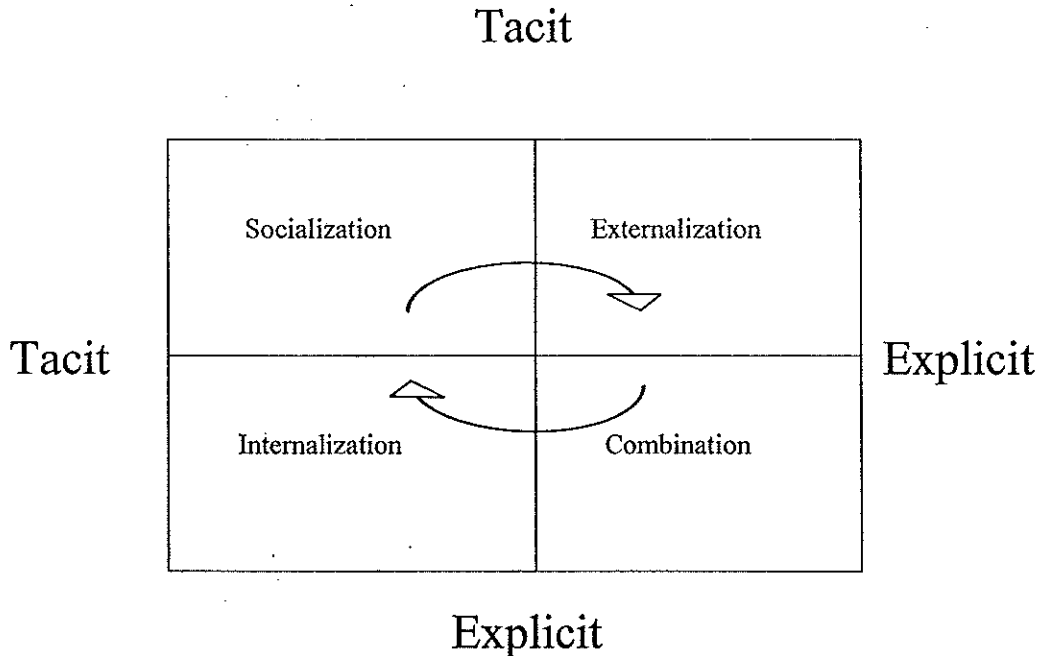 Tacit
Socialization
Externalization
Tacit
Explicit
Internalization
Combination
Explicit